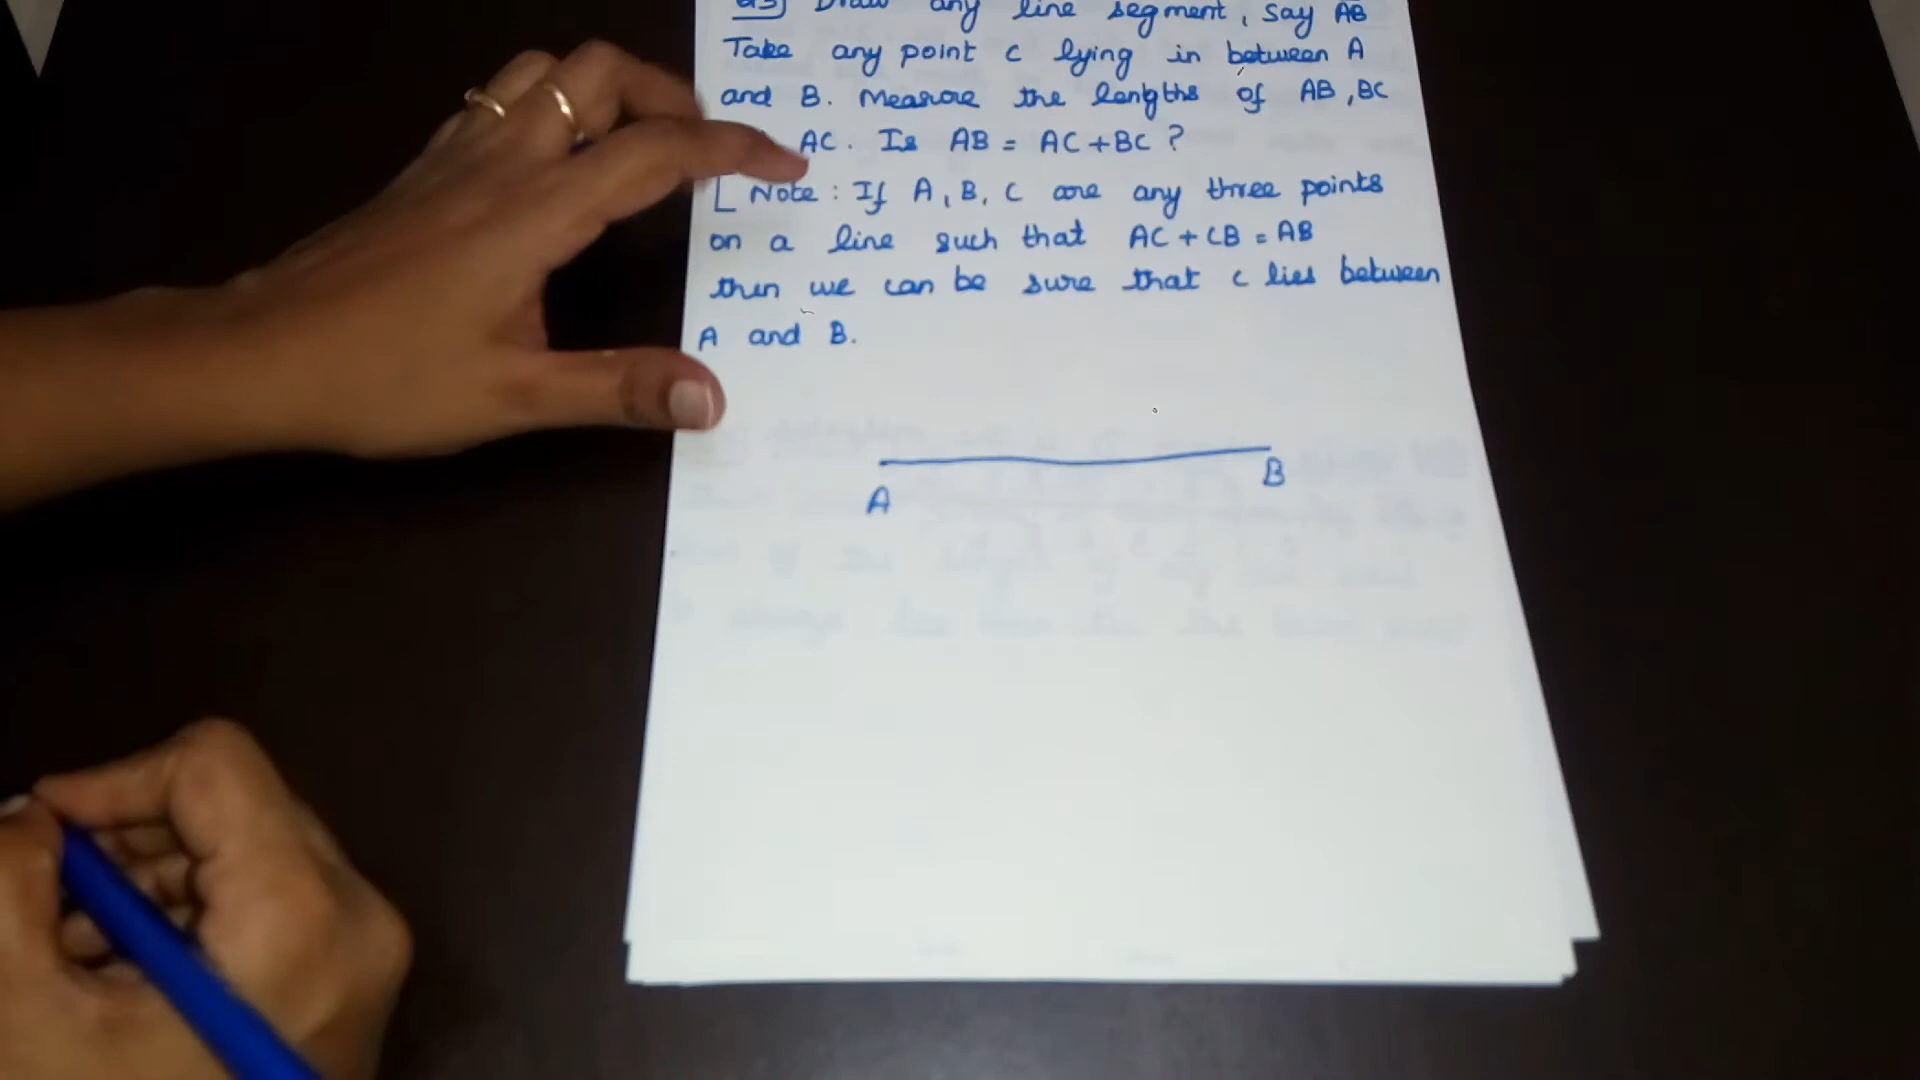 Q3] Draw any line segment, say AB
Take any point C lying in between A
and B. Measure the lengths of AB, BC
AC. Is AB = AC + BC ?
[ Note : If A, B, C are any three points
on a line such that AC + CB = AB
then we can be sure that C lies between
A and B.
A B